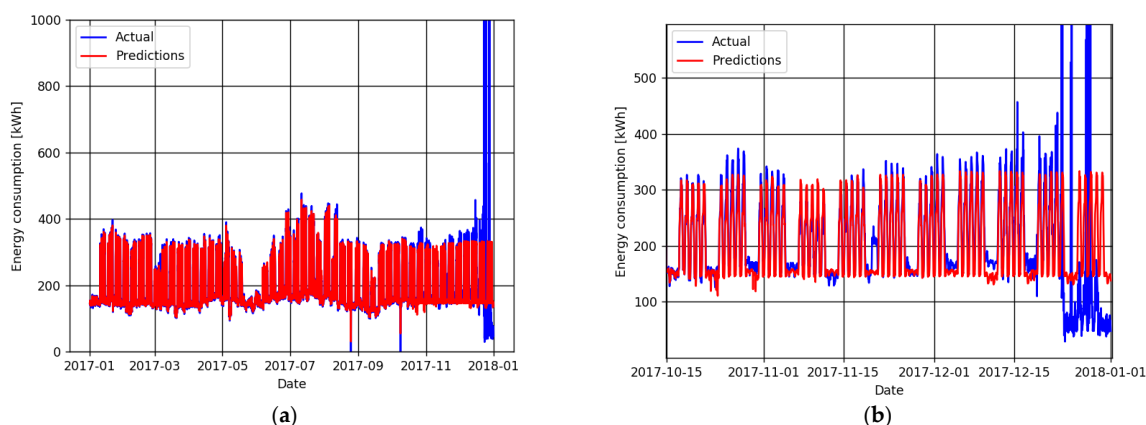 1000
800
600
400
200
0
Energy consumption [kWh]
Actual
Predictions
2017-01 2017-03 2017-05 2017-07 2017-09 2017-11 2018-01
Date
(a)
500
400
300
200
100
Energy consumption [kWh]
Actual
Predictions
2017-10-15 2017-11-01 2017-11-15 2017-12-01 2017-12-15 2018-01-01
Date
(b)